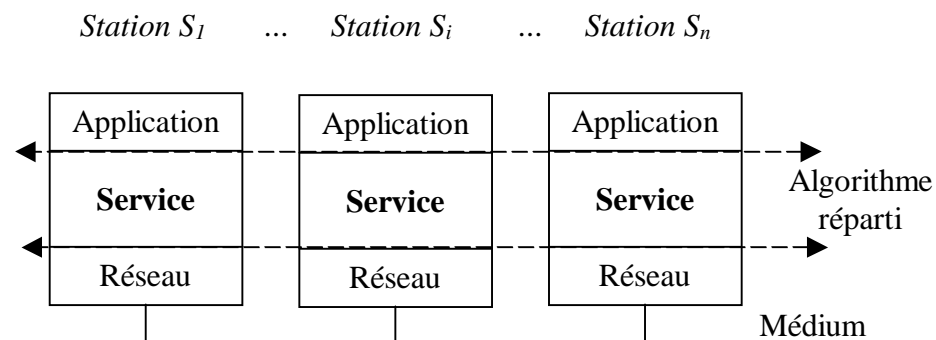 Station S1 ... Station Si ... Station Sn
Application Application Application
Service Service Service
Algorithme
réparti
Réseau Réseau Réseau
Médium